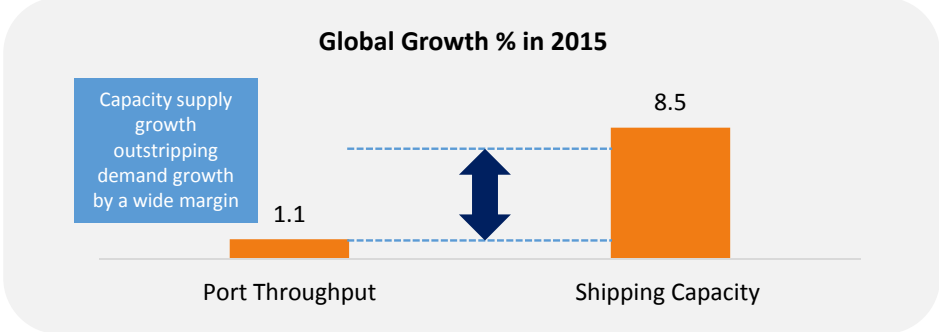 Global Growth % in 2015
Capacity supply
growth
outstripping
demand growth
by a wide margin
8.5
1.1
Port Throughput
Shipping Capacity